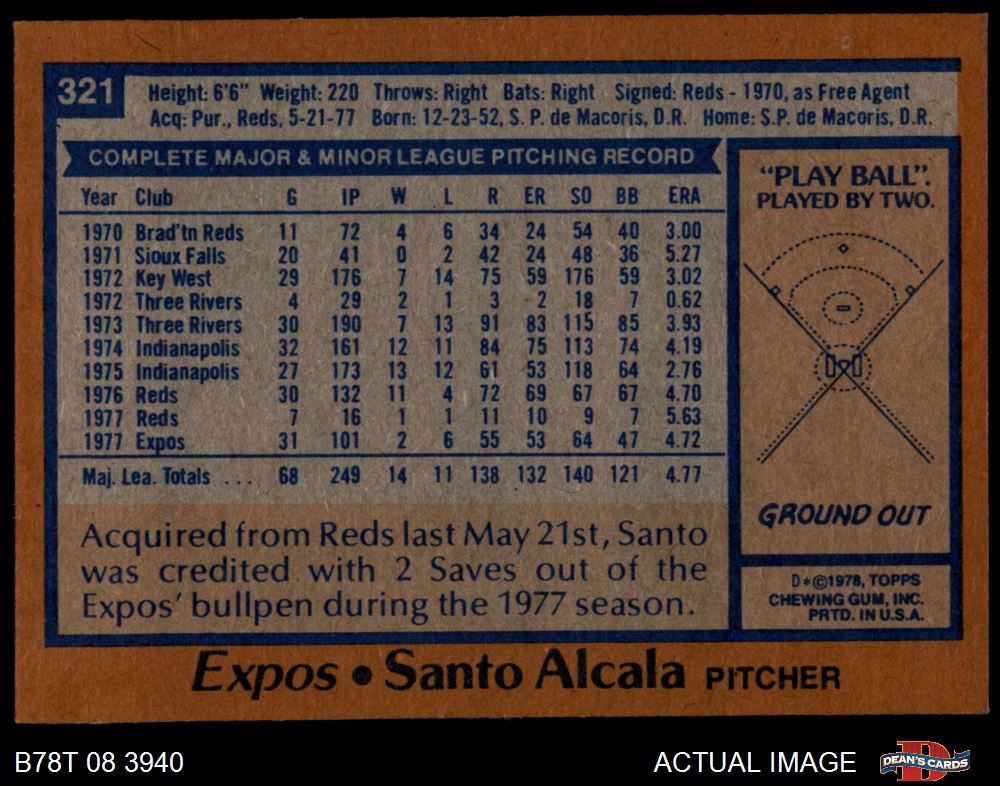 321
Height: 6'6" Weight: 220 Throws: Right Bats: Right Signed: Reds - 1970, as Free Agent
Acq: Pur., Reds, 5-21-77 Born: 12-23-52, S. P. de Macoris, D.R. Home: S.P. de Macoris, D.R.
COMPLETE MAJOR & MINOR LEAGUE PITCHING RECORD
Year Club G IP W L R ER SO BB ERA
1970 Brad'tn Reds 11 72 4 6 34 24 54 40 3.00
1971 Sioux Falls 20 41 0 2 42 24 48 36 5.27
1972 Key West 29 176 7 14 75 59 176 59 3.02
1972 Three Rivers 4 29 2 1 3 2 18 7 0.62
1973 Three Rivers 30 190 7 13 91 83 115 85 3.93
1974 Indianapolis 32 161 12 11 84 75 113 74 4.19
1975 Indianapolis 27 173 13 12 61 53 118 64 2.76
1976 Reds 30 132 11 4 72 69 67 67 4.70
1977 Reds 7 16 1 1 11 10 9 7 5.63
1977 Expos 31 101 2 6 55 53 64 47 4.72
Maj. Lea. Totals ... 68 249 14 11 138 132 140 121 4.77
Acquired from Reds last May 21st, Santo
was credited with 2 Saves out of the
Expos' bullpen during the 1977 season.
"PLAY BALL".
PLAYED BY TWO.
GROUND OUT
D*©1978, TOPPS
CHEWING GUM, INC.
PRTD. IN U.S.A.
Expos • Santo Alcala PITCHER
B78T 08 3940
ACTUAL IMAGE
DEAN'S CARDS